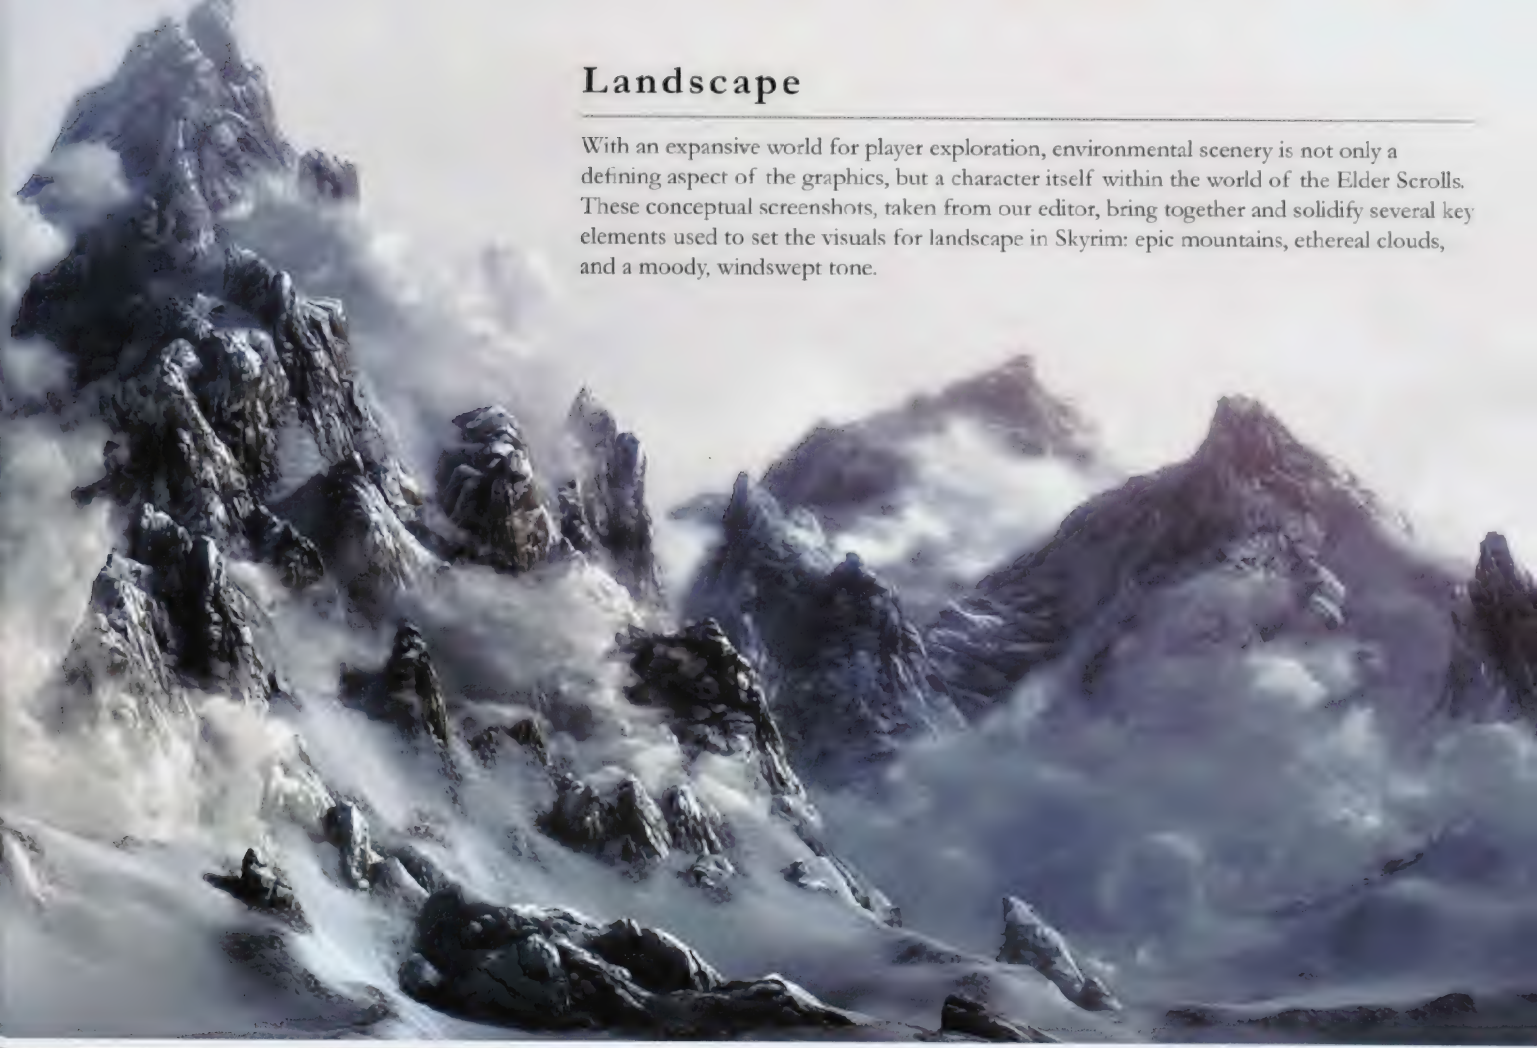 Landscape
With an expansive world for player exploration, environmental scenery is not only a
defining aspect of the graphics, but a character itself within the world of the Elder Scrolls.
These conceptual screenshots, taken from our editor, bring together and solidify several key
elements used to set the visuals for landscape in Skyrim: epic mountains, ethereal clouds,
and a moody, windswept tone.